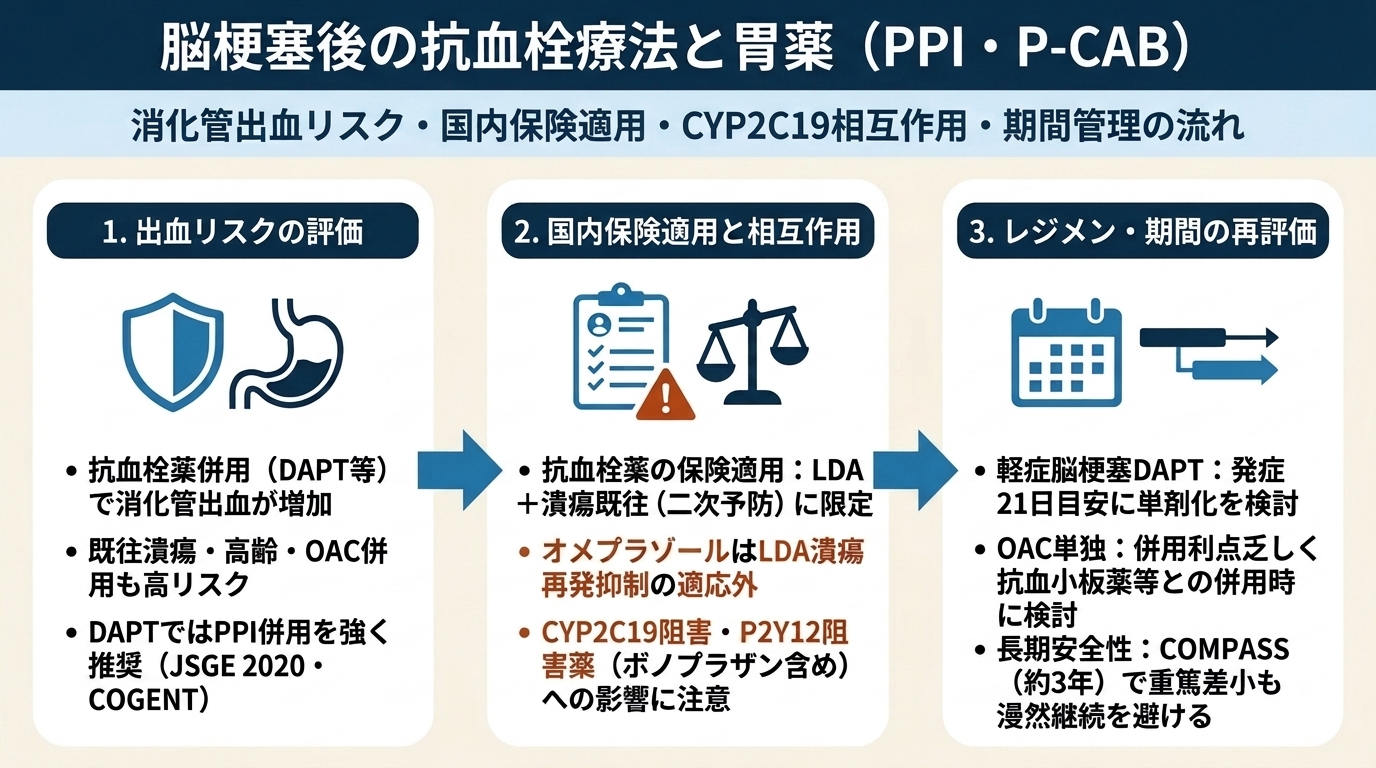 脳梗塞後の抗血栓療法と胃薬（PPI・P-CAB）
消化管出血リスク・国内保険適用・CYP2C19相互作用・期間管理の流れ
1. 出血リスクの評価
• 抗血栓薬併用（DAPT等）
で消化管出血が増加
• 既往潰瘍・高齢・OAC併
用も高リスク
• DAPTではPPI併用を強く
推奨（JSGE 2020・
COGENT）
2. 国内保険適用と相互作用
• 抗血栓薬の保険適用：LDA
＋潰瘍既往（二次予防）に限定
• オメプラゾールはLDA潰瘍
再発抑制の適応外
• CYP2C19阻害・P2Y12阻
害薬（ボノプラザン含め）
への影響に注意
3. レジメン・期間の再評価
• 軽症脳梗塞DAPT：発症
21日目安に単剤化を検討
• OAC単独：併用利点乏しく
抗血小板薬等との併用時
に検討
• 長期安全性：COMPASS
（約3年）で重篤差小も
漫然継続を避ける